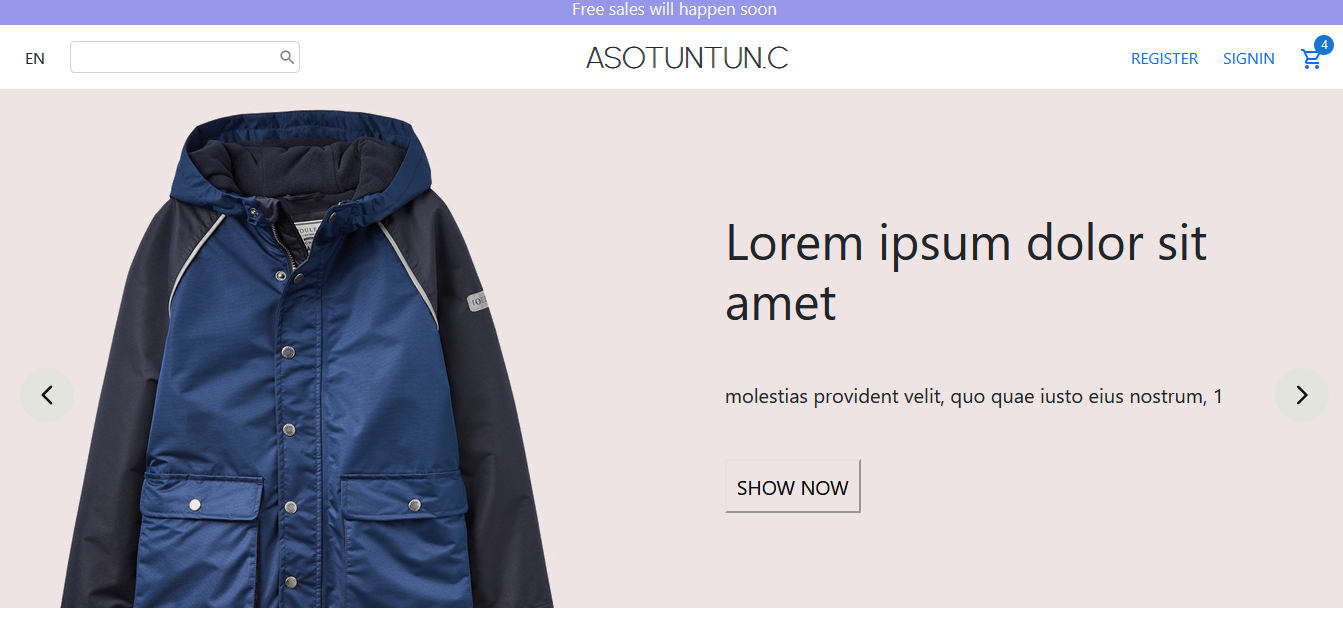 Free sales will happen soon
EN
ASOTUNTUN.C
REGISTER
SIGNIN
4
Lorem ipsum dolor sit
amet
molestias provident velit, quo quae iusto eius nostrum, 1
SHOW NOW